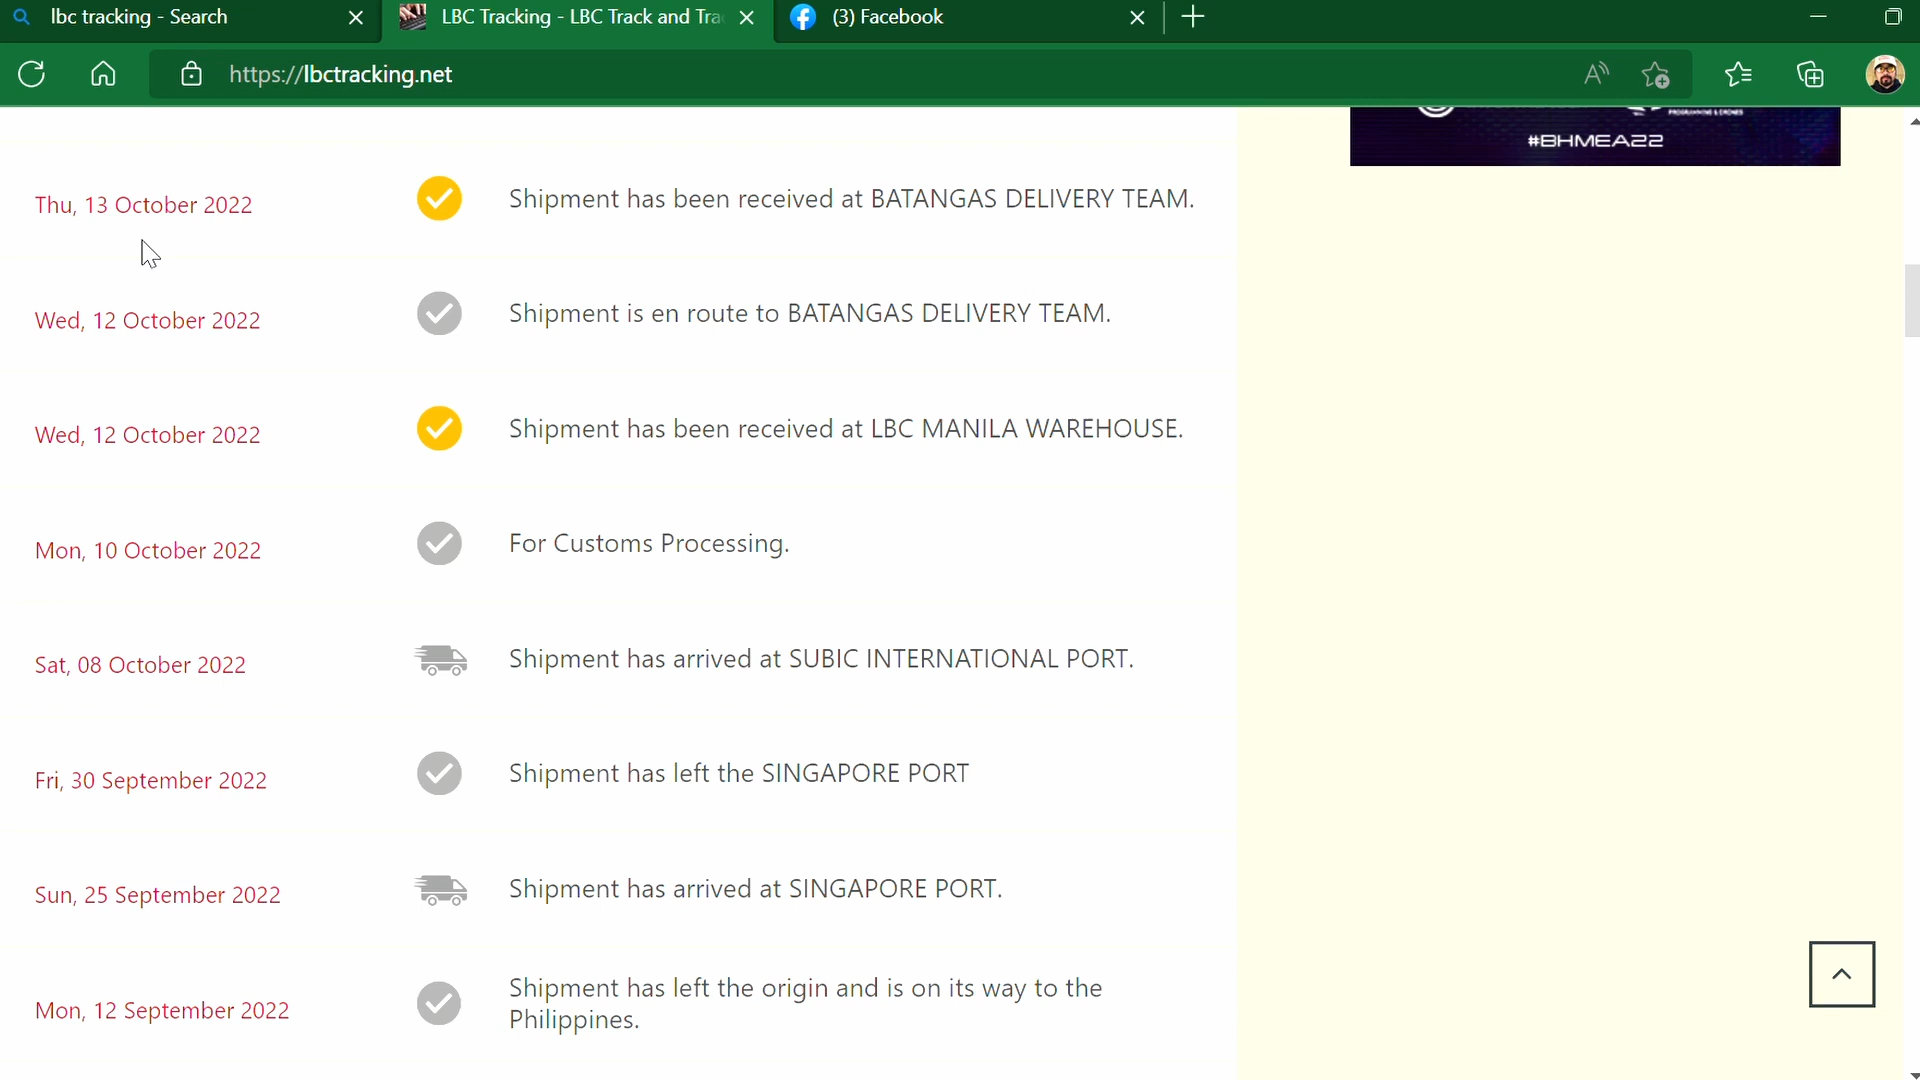 lbc tracking - Search
LBC Tracking - LBC Track and Tra
(3) Facebook
https://lbctracking.net
#BHMEA22
Thu, 13 October 2022
Shipment has been received at BATANGAS DELIVERY TEAM.
Wed, 12 October 2022
Shipment is en route to BATANGAS DELIVERY TEAM.
Wed, 12 October 2022
Shipment has been received at LBC MANILA WAREHOUSE.
Mon, 10 October 2022
For Customs Processing.
Sat, 08 October 2022
Shipment has arrived at SUBIC INTERNATIONAL PORT.
Fri, 30 September 2022
Shipment has left the SINGAPORE PORT
Sun, 25 September 2022
Shipment has arrived at SINGAPORE PORT.
Mon, 12 September 2022
Shipment has left the origin and is on its way to the
Philippines.